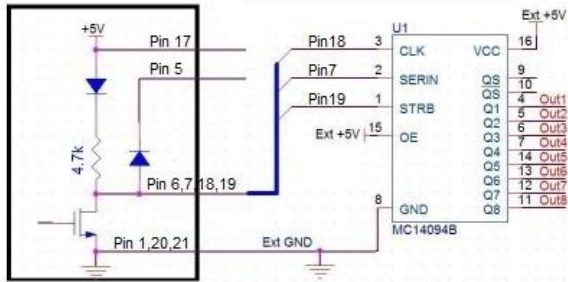 +5V
Pin 17
Pin 5
4.7k
Pin 6,7,18,19
Pin 1,20,21
Ext GND
Pin18
Pin7
Pin19
Ext +5V
U1
Ext +5V
3 CLK VCC 16
2 SERIN QS 9
QS 10
1 STRB Q1 4 Out1
Q2 5 Out2
15 OE Q3 6 Out3
Q4 7 Out4
Q5 14 Out5
Q6 13 Out6
Q7 12 Out7
8 GND Q8 11 Out8
MC14094B